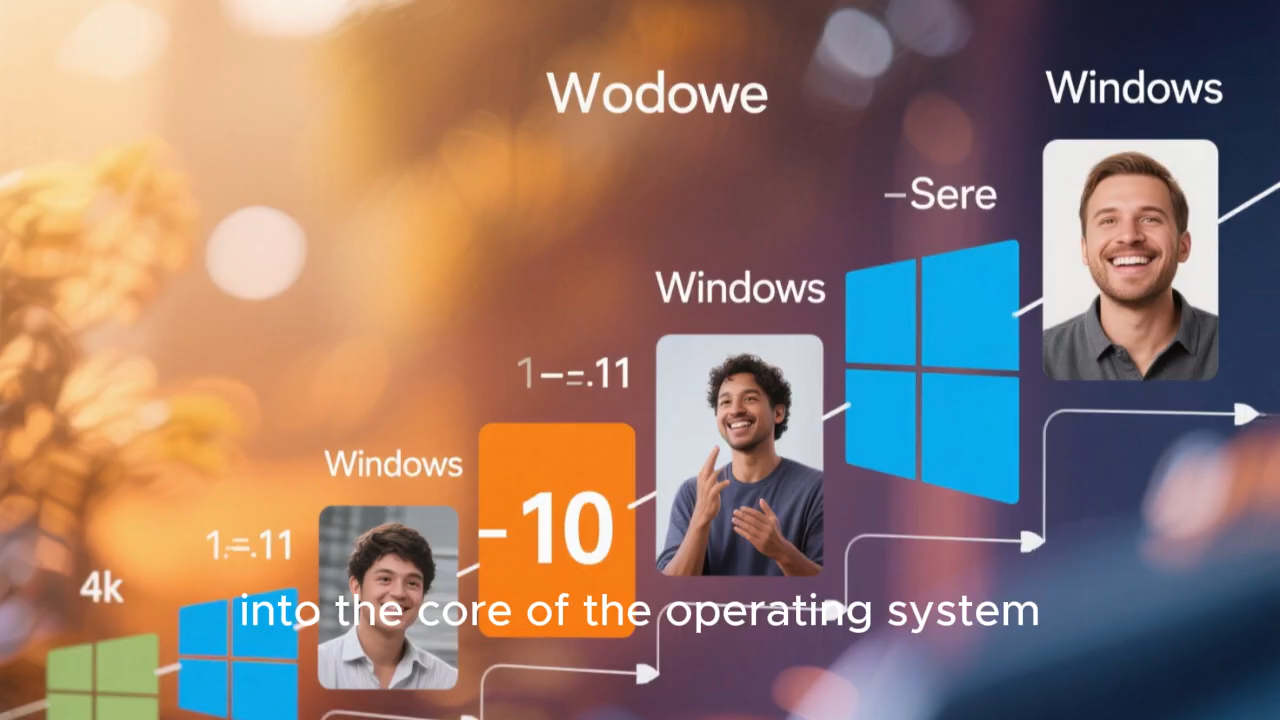 Wodowe
Windows
–Sere
Windows
1–=.11
Windows
-10
1.=.11
4k
into the core of the operating system